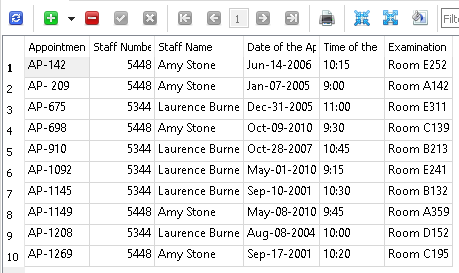 1 Filte
Appointmen Staff Numbe Staff Name Date of the Ap Time of the Examination
1 AP-142 5448 Amy Stone Jun-14-2006 10:15 Room E252
2 AP- 209 5448 Amy Stone Jan-07-2005 9:00 Room A142
3 AP-675 5344 Laurence Burne Dec-31-2005 11:00 Room E311
4 AP-698 5448 Amy Stone Oct-09-2010 9:30 Room C139
5 AP-910 5344 Laurence Burne Oct-28-2007 10:45 Room B213
6 AP-1092 5344 Laurence Burne May-01-2010 9:15 Room E241
7 AP-1145 5344 Laurence Burne Sep-10-2001 10:30 Room B132
8 AP-1149 5448 Amy Stone May-08-2010 9:45 Room A359
9 AP-1208 5344 Laurence Burne Aug-08-2004 10:00 Room D152
10 AP-1269 5448 Amy Stone Sep-17-2001 10:20 Room C195